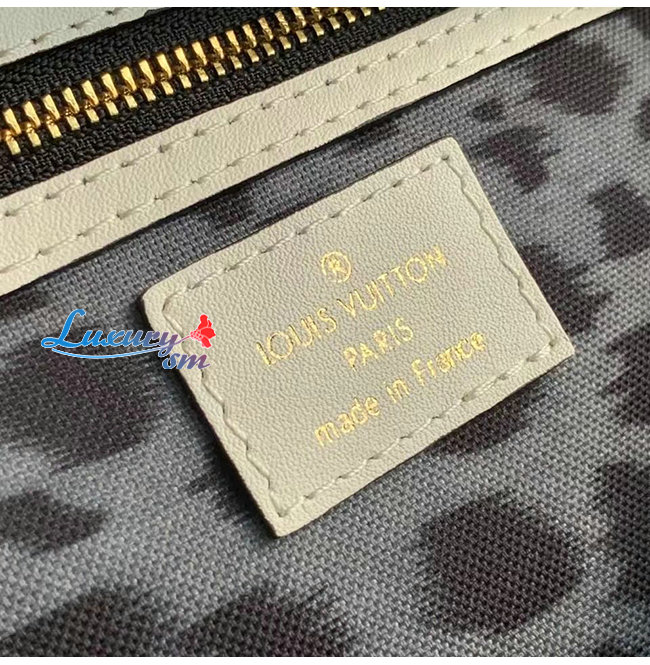 ®
LOUIS VUITTON
PARIS
made in France
Luxury
sm